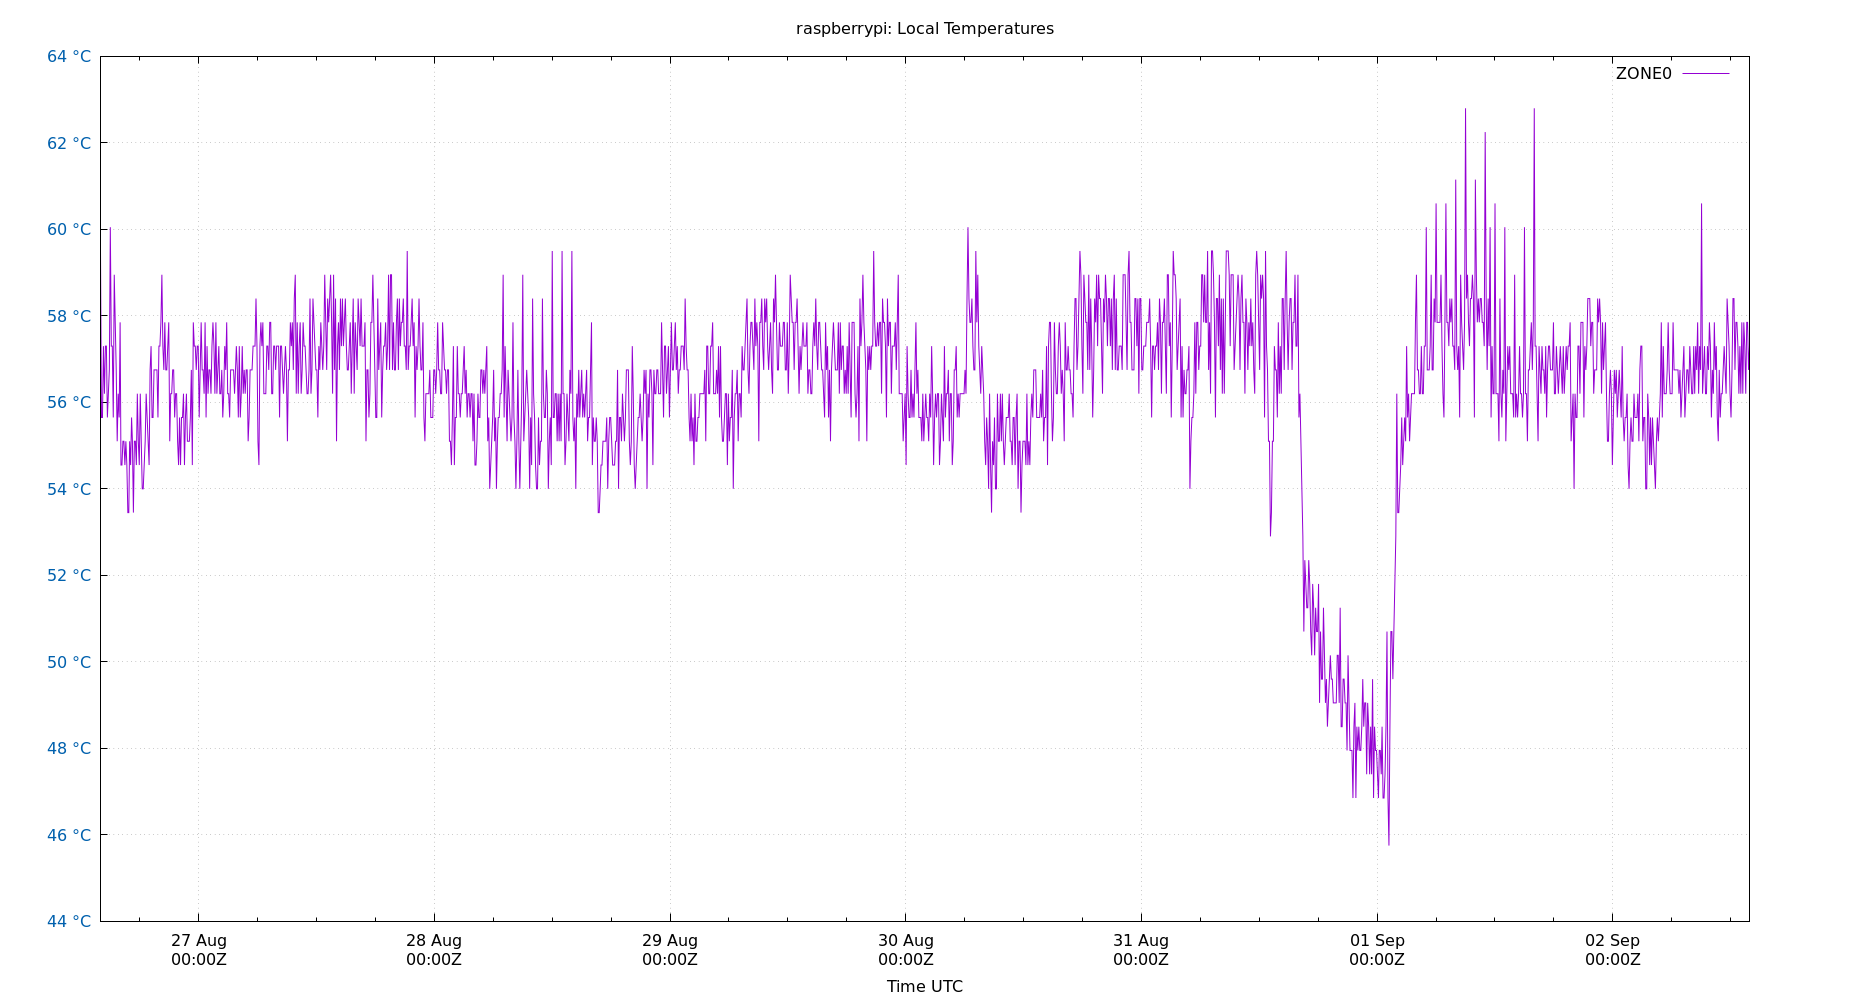 raspberrypi: Local Temperatures
64 °C
ZONE0
62 °C
60 °C
58 °C
56 °C
54 °C
52 °C
50 °C
48 °C
46 °C
44 °C
27 Aug 28 Aug 29 Aug 30 Aug 31 Aug 01 Sep 02 Sep
00:00Z 00:00Z 00:00Z 00:00Z 00:00Z 00:00Z 00:00Z
Time UTC